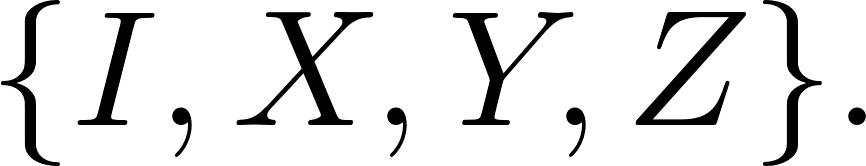 {I, X, Y, Z}.